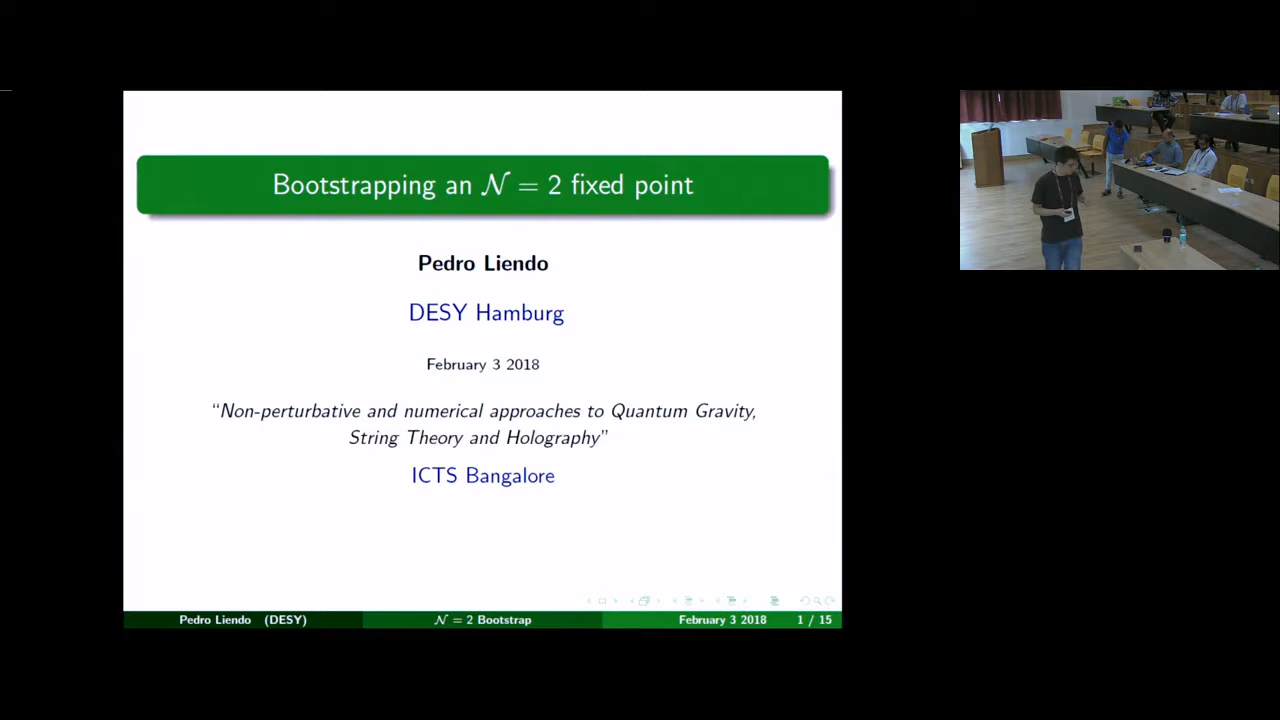 Bootstrapping an 𝒩 = 2 fixed point
Pedro Liendo
DESY Hamburg
February 3 2018
“Non-perturbative and numerical approaches to Quantum Gravity,
String Theory and Holography”
ICTS Bangalore
Pedro Liendo (DESY) 𝒩 = 2 Bootstrap February 3 2018 1 / 15